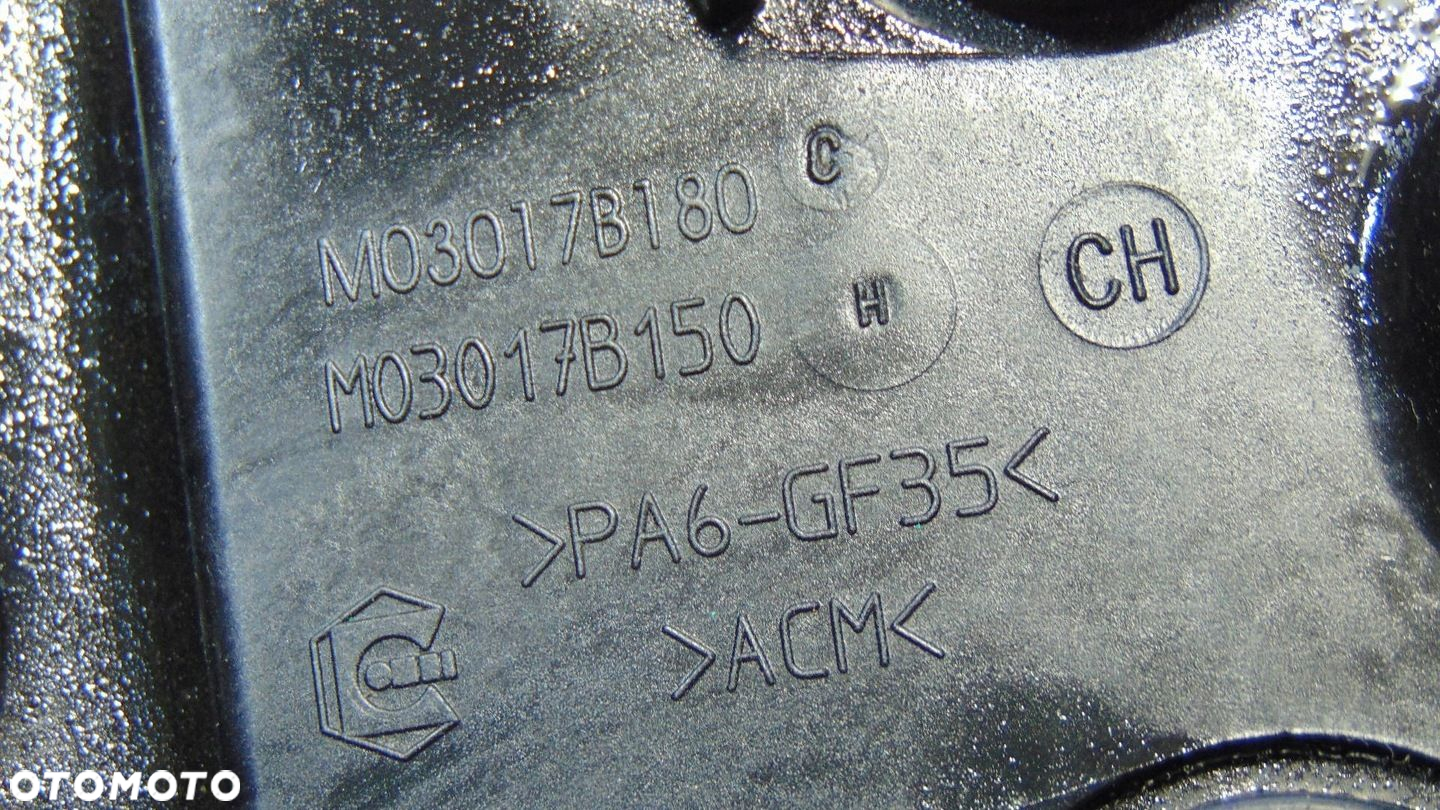 M03017B180 C
M03017B150 H
CH
>PA6-GF35<
>ACM<
OTOMOTO